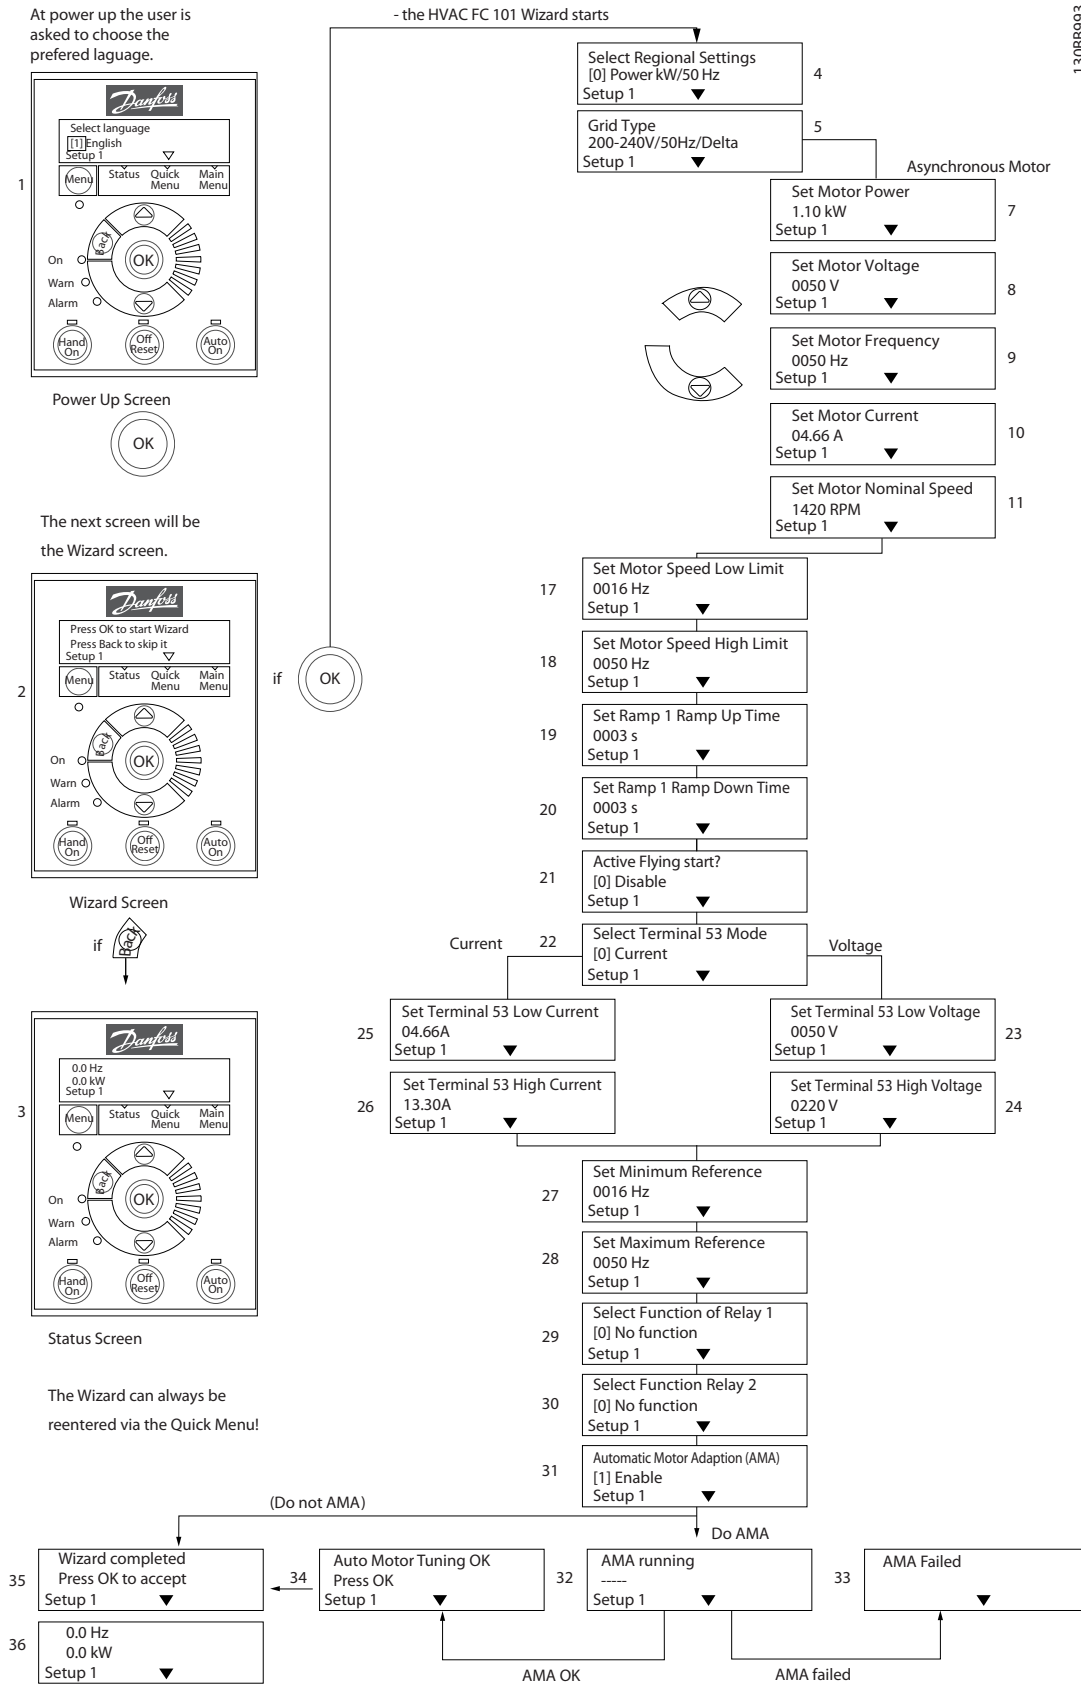 At power up the user is
asked to choose the
prefered laguage.
- the HVAC FC 101 Wizard starts
130BB993
Danfoss
Select language
[1] English
Setup 1
Menu
Status
Quick
Menu
Main
Menu
1
Back
OK
On
Warn
Alarm
Hand
On
Off
Reset
Auto
On
Power Up Screen
OK
The next screen will be
the Wizard screen.
Danfoss
Press OK to start Wizard
Press Back to skip it
Setup 1
Menu
Status
Quick
Menu
Main
Menu
2
Back
OK
On
Warn
Alarm
Hand
On
Off
Reset
Auto
On
if
OK
Wizard Screen
if
Back
Danfoss
0.0 Hz
0.0 kW
Setup 1
Menu
Status
Quick
Menu
Main
Menu
3
Back
OK
On
Warn
Alarm
Hand
On
Off
Reset
Auto
On
Status Screen
The Wizard can always be
reentered via the Quick Menu!
Select Regional Settings
[0] Power kW/50 Hz
Setup 1
4
Grid Type
200-240V/50Hz/Delta
Setup 1
5
Asynchronous Motor
Set Motor Power
1.10 kW
Setup 1
7
Set Motor Voltage
0050 V
Setup 1
8
Set Motor Frequency
0050 Hz
Setup 1
9
Set Motor Current
04.66 A
Setup 1
10
Set Motor Nominal Speed
1420 RPM
Setup 1
11
17
Set Motor Speed Low Limit
0016 Hz
Setup 1
18
Set Motor Speed High Limit
0050 Hz
Setup 1
19
Set Ramp 1 Ramp Up Time
0003 s
Setup 1
20
Set Ramp 1 Ramp Down Time
0003 s
Setup 1
21
Active Flying start?
[0] Disable
Setup 1
22
Select Terminal 53 Mode
[0] Current
Setup 1
Current
Voltage
25
Set Terminal 53 Low Current
04.66A
Setup 1
Set Terminal 53 Low Voltage
0050 V
Setup 1
23
26
Set Terminal 53 High Current
13.30A
Setup 1
Set Terminal 53 High Voltage
0220 V
Setup 1
24
27
Set Minimum Reference
0016 Hz
Setup 1
28
Set Maximum Reference
0050 Hz
Setup 1
29
Select Function of Relay 1
[0] No function
Setup 1
30
Select Function Relay 2
[0] No function
Setup 1
31
Automatic Motor Adaption (AMA)
[1] Enable
Setup 1
(Do not AMA)
Do AMA
35
Wizard completed
Press OK to accept
Setup 1
34
Auto Motor Tuning OK
Press OK
Setup 1
32
AMA running
-----
Setup 1
33
AMA Failed
36
0.0 Hz
0.0 kW
Setup 1
AMA OK
AMA failed